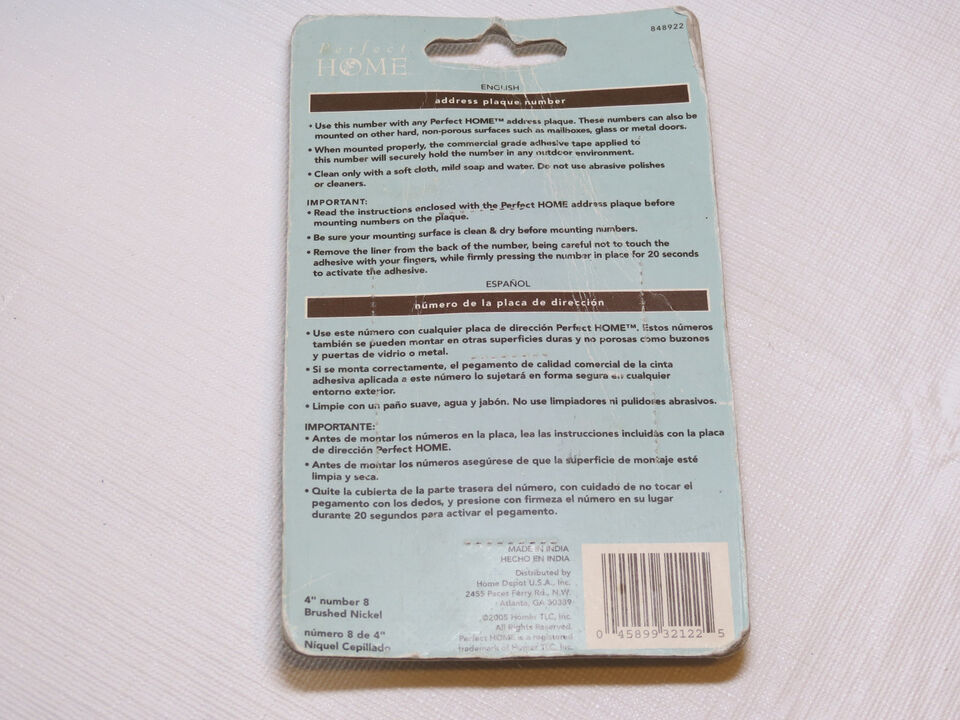 848922
Perfect
HOME
ENGLISH
address plaque number
• Use this number with any Perfect HOME™ address plaque. These numbers can also be
mounted on other hard, non-porous surfaces such as mailboxes, glass or metal doors.
• When mounted properly, the commercial grade adhesive tape applied to
this number will securely hold the number in any outdoor environment.
• Clean only with a soft cloth, mild soap and water. Do not use abrasive polishes
or cleaners.
IMPORTANT:
• Read the instructions enclosed with the Perfect HOME address plaque before
mounting numbers on the plaque.
• Be sure your mounting surface is clean & dry before mounting numbers.
• Remove the liner from the back of the number, being careful not to touch the
adhesive with your fingers, while firmly pressing the number in place for 20 seconds
to activate the adhesive.
ESPAÑOL
número de la placa de dirección
• Use este número con cualquier placa de dirección Perfect HOME™. Estos números
también se pueden montar en otras superficies duras y no porosas como buzones
y puertas de vidrio o metal.
• Si se monta correctamente, el pegamento de calidad comercial de la cinta
adhesiva aplicada a este número lo sujetará en forma segura en cualquier
entorno exterior.
• Limpie con un paño suave, agua y jabón. No use limpiadores ni pulidores abrasivos.
IMPORTANTE:
• Antes de montar los números en la placa, lea las instrucciones incluidas con la placa
de dirección Perfect HOME.
• Antes de montar los números asegúrese de que la superficie de montaje esté
limpia y seca.
• Quite la cubierta de la parte trasera del número, con cuidado de no tocar el
pegamento con los dedos, y presione con firmeza el número en su lugar
durante 20 segundos para activar el pegamento.
MADE IN INDIA
HECHO EN INDIA
Distributed by
Home Depot U.S.A., Inc.
2455 Paces Ferry Rd., N.W.
Atlanta, GA 30339
©2005 Homer TLC, Inc.
All Rights Reserved.
Perfect HOME is a registered
trademark of Homer TLC, Inc.
4" number 8
Brushed Nickel
número 8 de 4"
Níquel Cepillado
0 45899 32122 5